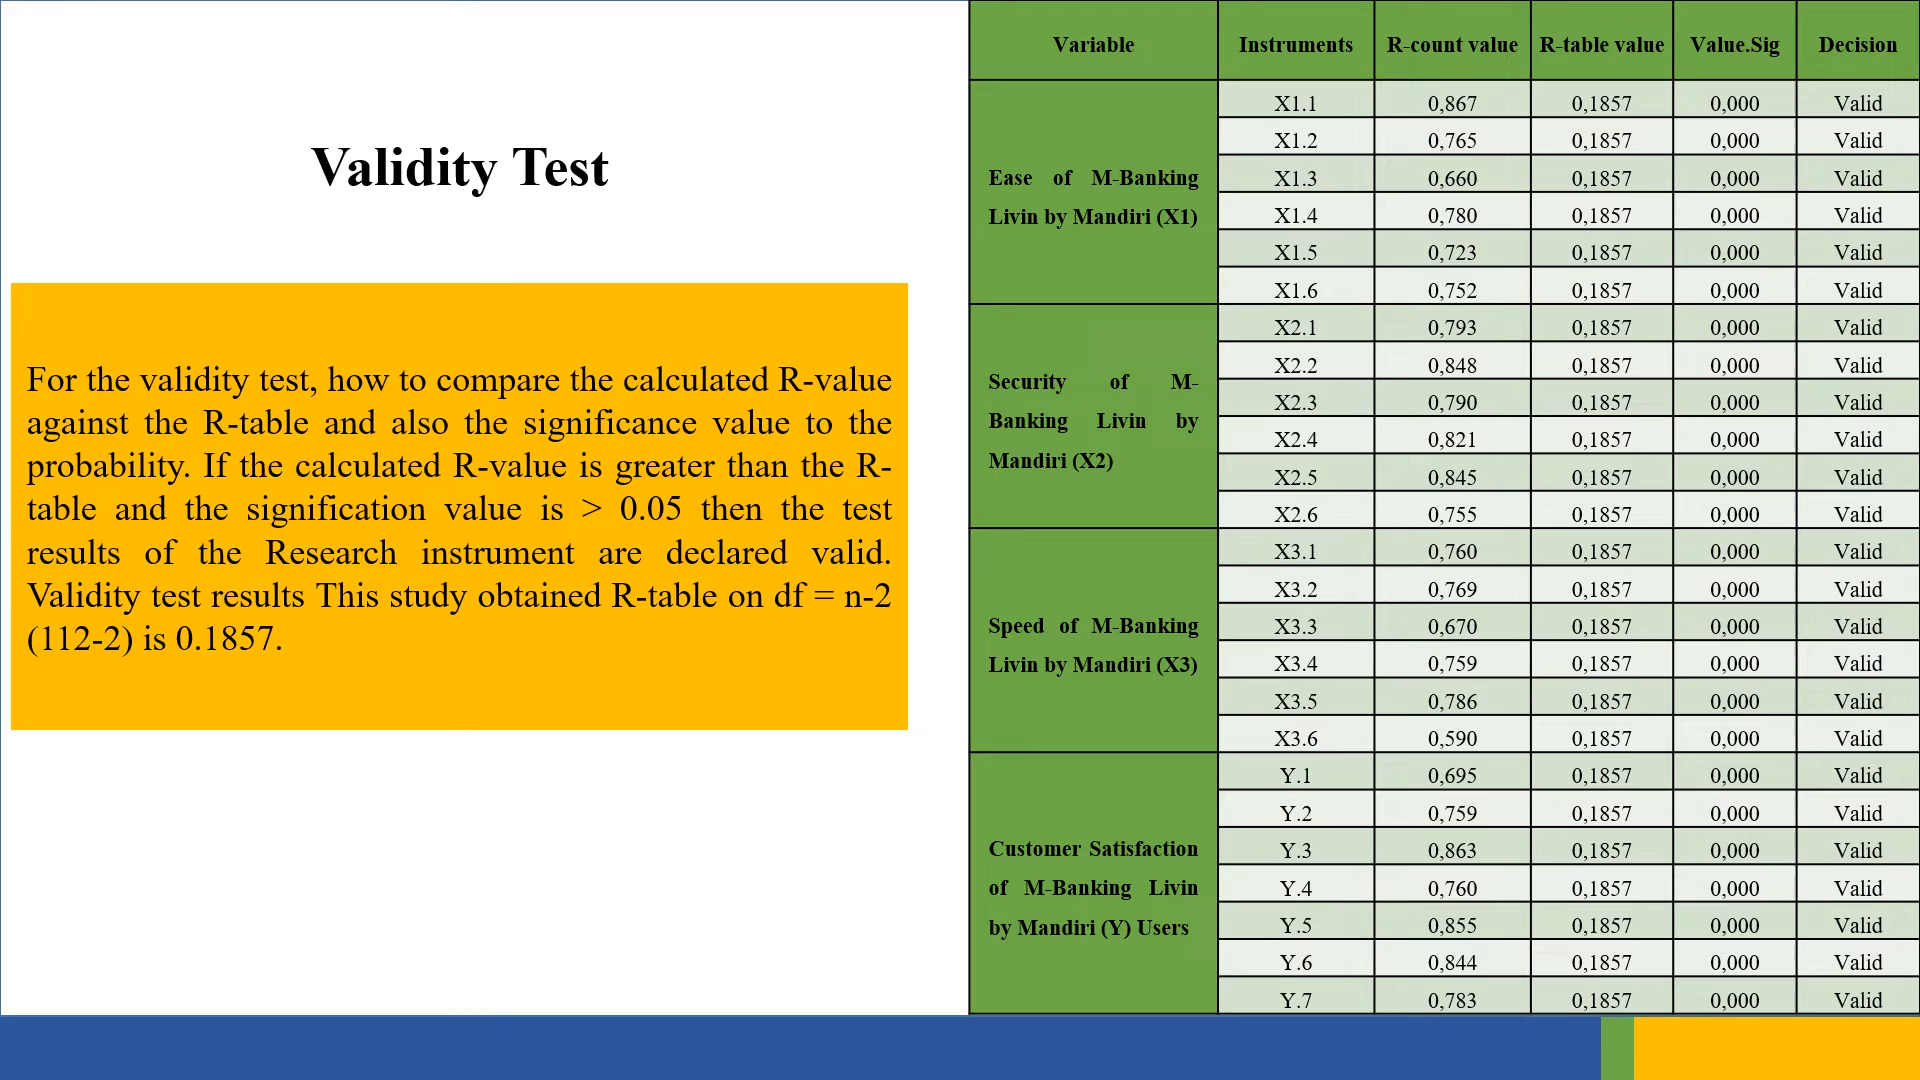 Validity Test
For the validity test, how to compare the calculated R-value
against the R-table and also the significance value to the
probability. If the calculated R-value is greater than the R-
table and the signification value is > 0.05 then the test
results of the Research instrument are declared valid.
Validity test results This study obtained R-table on df = n-2
(112-2) is 0.1857.
Variable Instruments R-count value R-table value Value.Sig Decision
Ease of M-Banking
Livin by Mandiri (X1)
X1.1 0,867 0,1857 0,000 Valid
X1.2 0,765 0,1857 0,000 Valid
X1.3 0,660 0,1857 0,000 Valid
X1.4 0,780 0,1857 0,000 Valid
X1.5 0,723 0,1857 0,000 Valid
X1.6 0,752 0,1857 0,000 Valid
Security of M-
Banking Livin by
Mandiri (X2)
X2.1 0,793 0,1857 0,000 Valid
X2.2 0,848 0,1857 0,000 Valid
X2.3 0,790 0,1857 0,000 Valid
X2.4 0,821 0,1857 0,000 Valid
X2.5 0,845 0,1857 0,000 Valid
X2.6 0,755 0,1857 0,000 Valid
Speed of M-Banking
Livin by Mandiri (X3)
X3.1 0,760 0,1857 0,000 Valid
X3.2 0,769 0,1857 0,000 Valid
X3.3 0,670 0,1857 0,000 Valid
X3.4 0,759 0,1857 0,000 Valid
X3.5 0,786 0,1857 0,000 Valid
X3.6 0,590 0,1857 0,000 Valid
Customer Satisfaction
of M-Banking Livin
by Mandiri (Y) Users
Y.1 0,695 0,1857 0,000 Valid
Y.2 0,759 0,1857 0,000 Valid
Y.3 0,863 0,1857 0,000 Valid
Y.4 0,760 0,1857 0,000 Valid
Y.5 0,855 0,1857 0,000 Valid
Y.6 0,844 0,1857 0,000 Valid
Y.7 0,783 0,1857 0,000 Valid